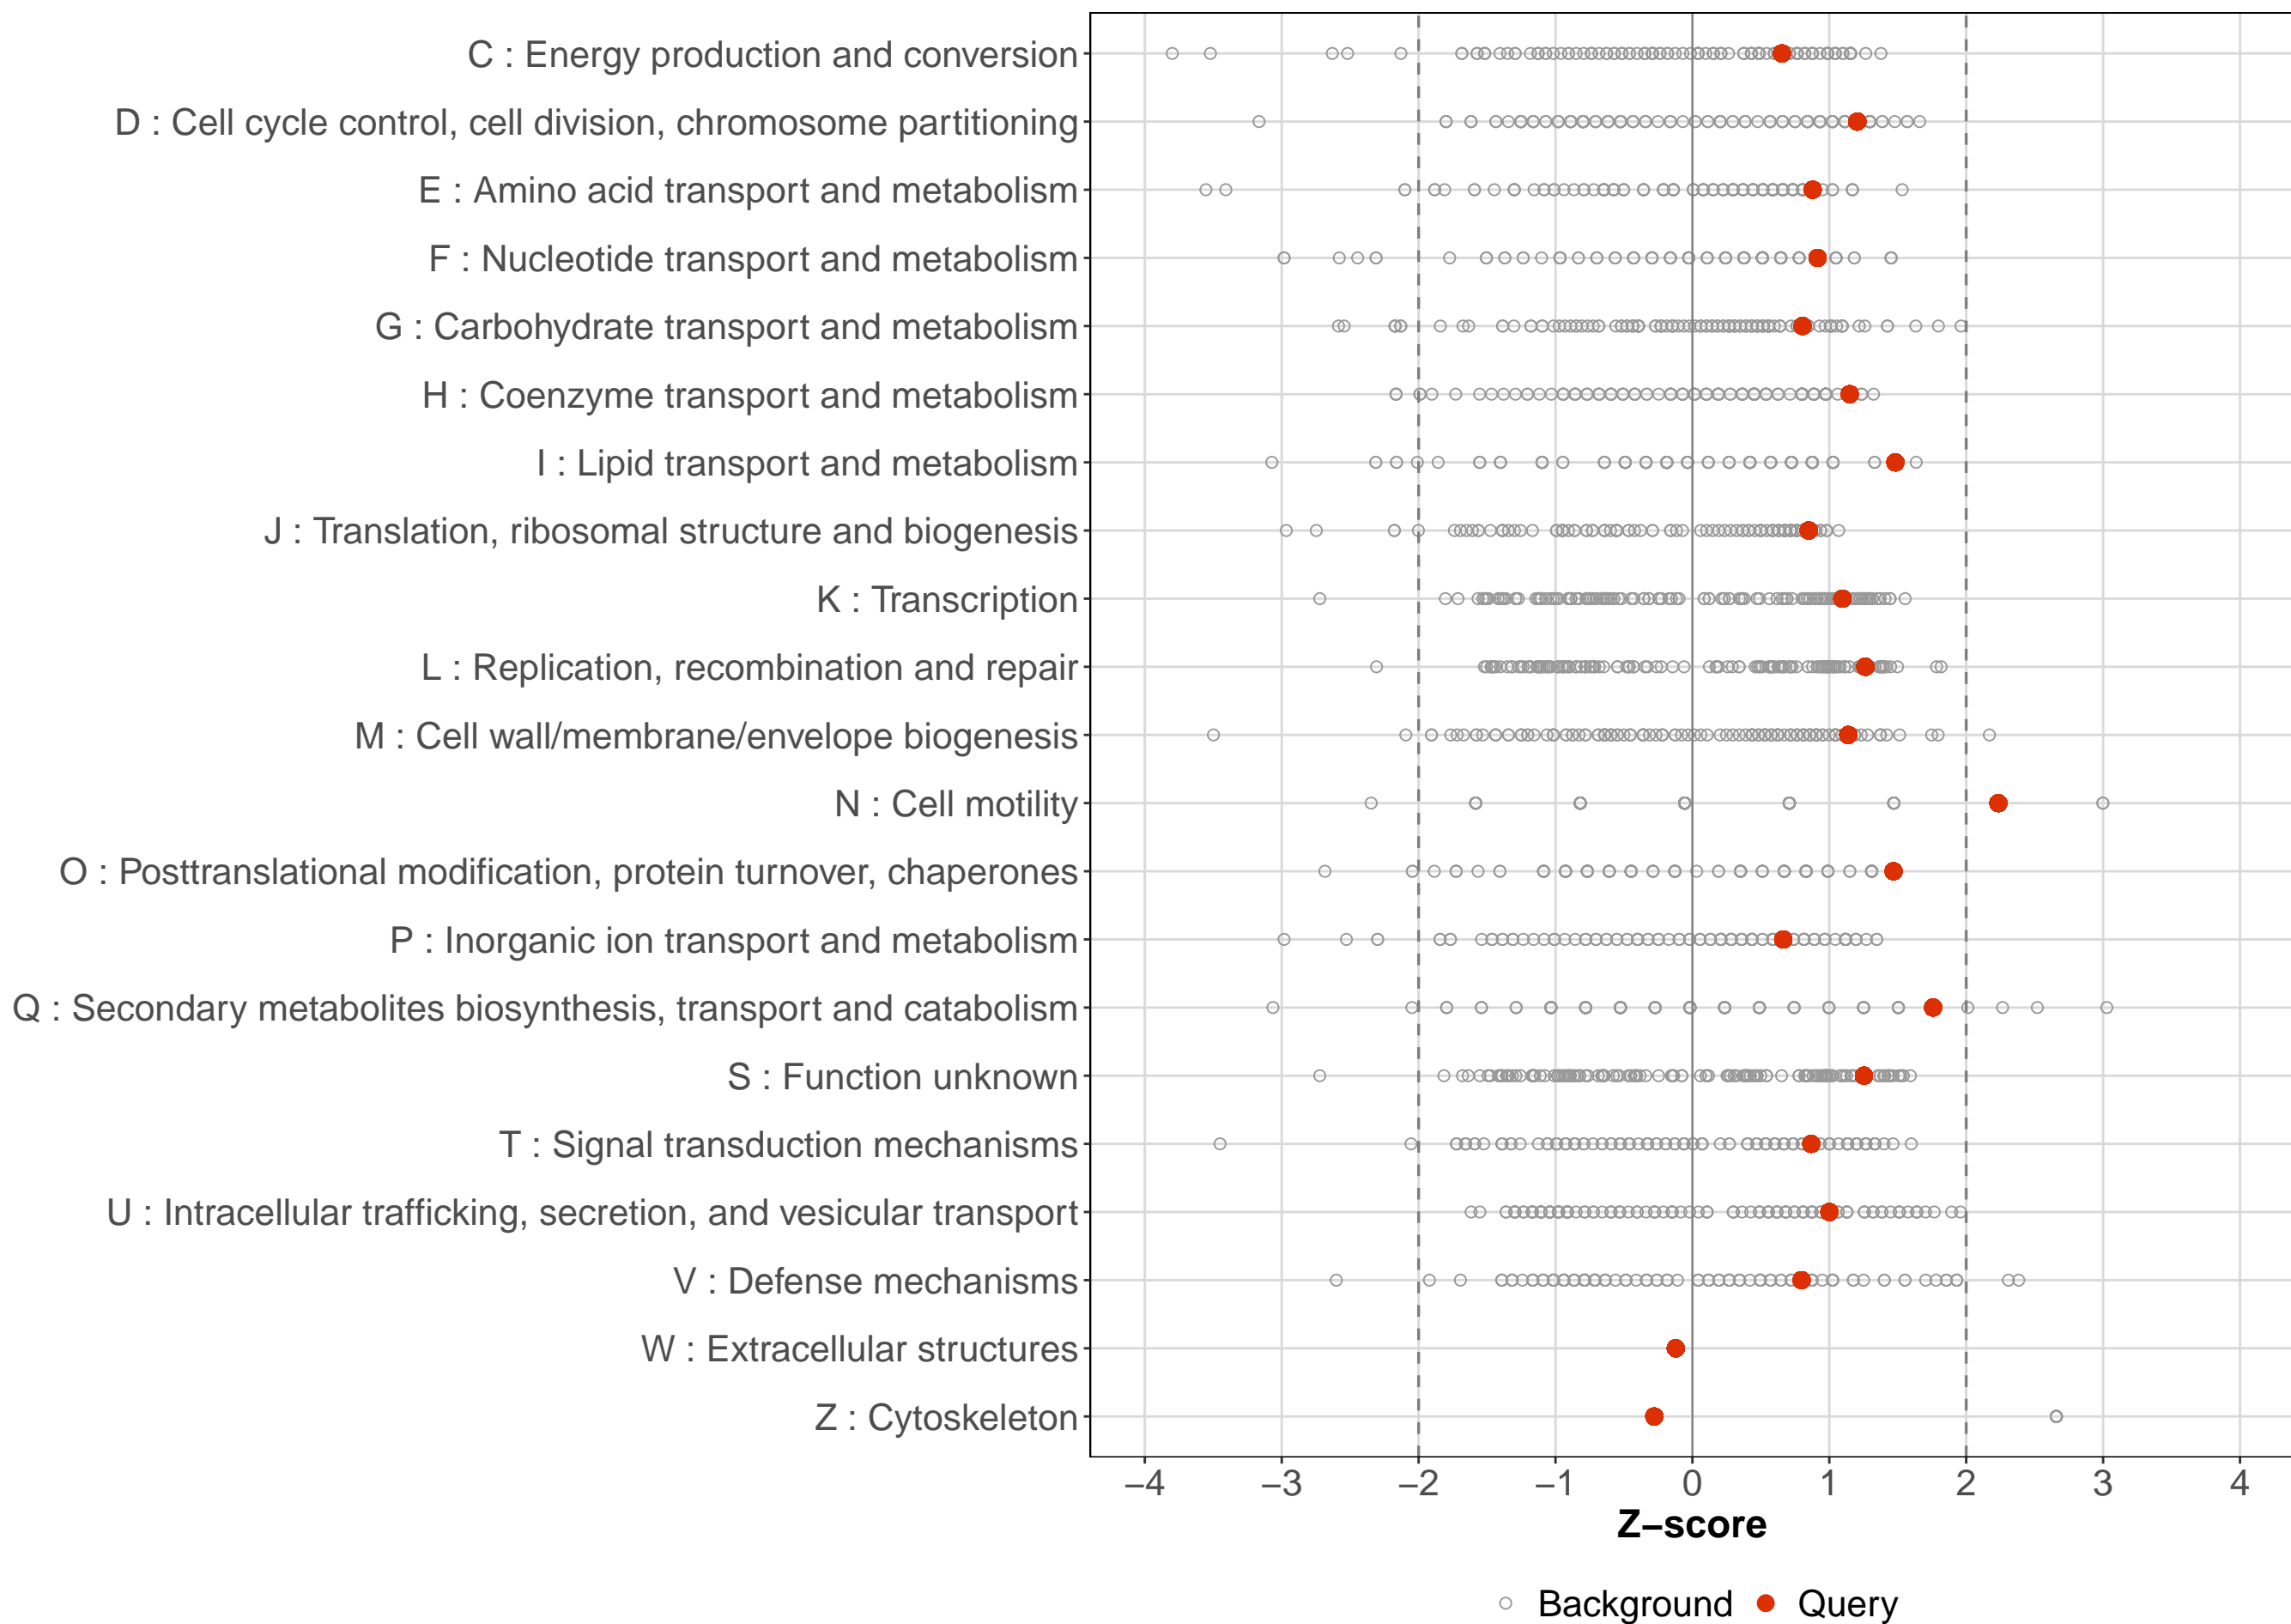 C : Energy production and conversion
D : Cell cycle control, cell division, chromosome partitioning
E : Amino acid transport and metabolism
F : Nucleotide transport and metabolism
G : Carbohydrate transport and metabolism
H : Coenzyme transport and metabolism
I : Lipid transport and metabolism
J : Translation, ribosomal structure and biogenesis
K : Transcription
L : Replication, recombination and repair
M : Cell wall/membrane/envelope biogenesis
N : Cell motility
O : Posttranslational modification, protein turnover, chaperones
P : Inorganic ion transport and metabolism
Q : Secondary metabolites biosynthesis, transport and catabolism
S : Function unknown
T : Signal transduction mechanisms
U : Intracellular trafficking, secretion, and vesicular transport
V : Defense mechanisms
W : Extracellular structures
Z : Cytoskeleton
−4 −3 −2 −1 0 1 2 3 4
Z−score
Background Query